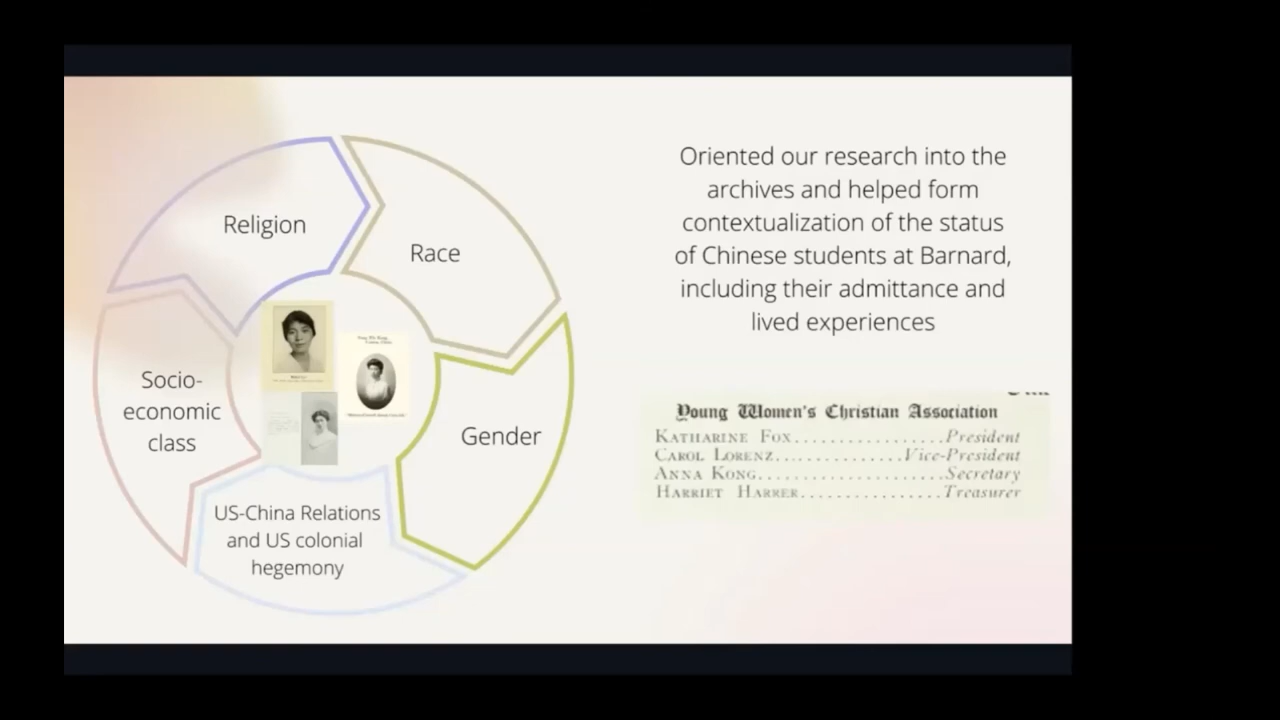 Religion
Race
Socio-
economic
class
Gender
US-China Relations
and US colonial
hegemony
Oriented our research into the
archives and helped form
contextualization of the status
of Chinese students at Barnard,
including their admittance and
lived experiences
Young Women's Christian Association
KATHARINE FOX.................President
CAROL LORENZ.............Vice-President
ANNA KONG.....................Secretary
HARRIET HARRER................Treasurer